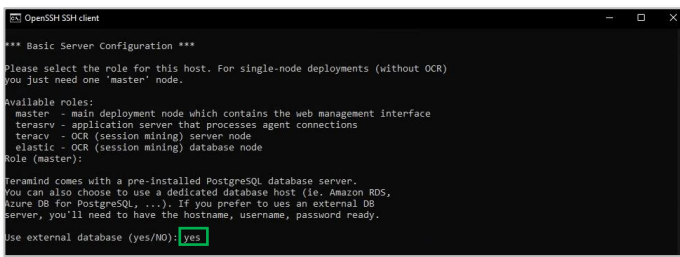 OpenSSH SSH client
*** Basic Server Configuration ***
Please select the role for this host. For single-node deployments (without OCR)
you just need one 'master' node.
Available roles:
master - main deployment node which contains the web management interface
terasrv - application server that processes agent connections
teracv - OCR (session mining) server node
elastic - OCR (session mining) database node
Role (master):
Teramind comes with a pre-installed PostgreSQL database server.
You can also choose to use a dedicated database host (ie. Amazon RDS,
Azure DB for PostgreSQL, ...). If you prefer to ues an external DB
server, you'll need to have the hostname, username, password ready.
Use external database (yes/NO): yes